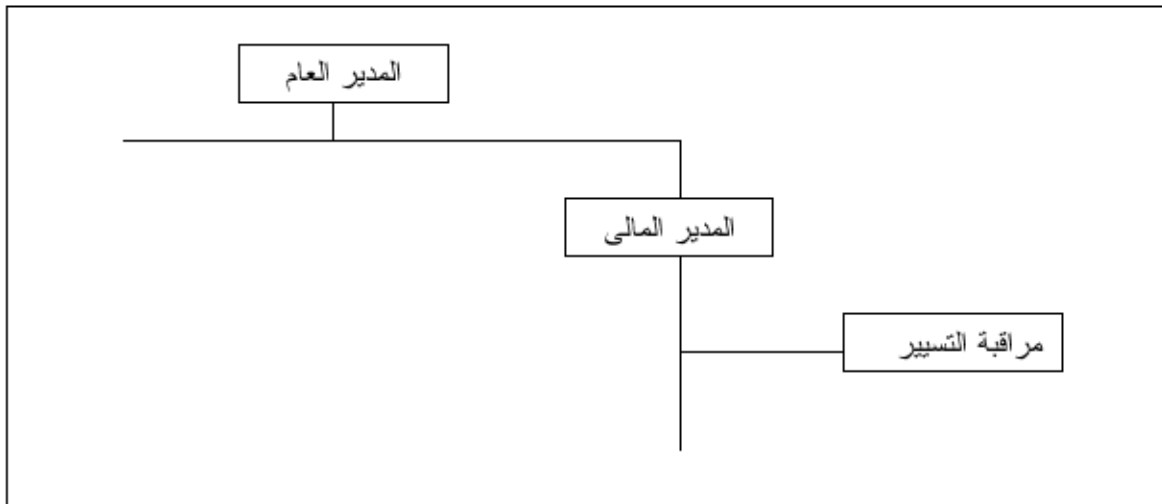 المدير العام
المدير المالى
مراقبة التسيير